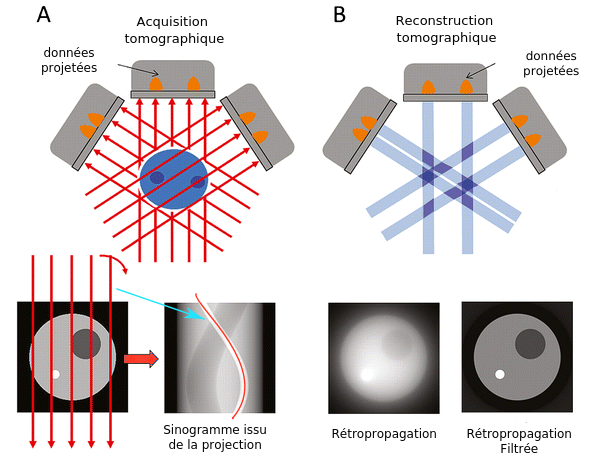 A
Acquisition
tomographique
données
projetées
Sinogramme issu
de la projection
B
Reconstruction
tomographique
données
projetées
Rétropropagation
Rétropropagation
Filtrée